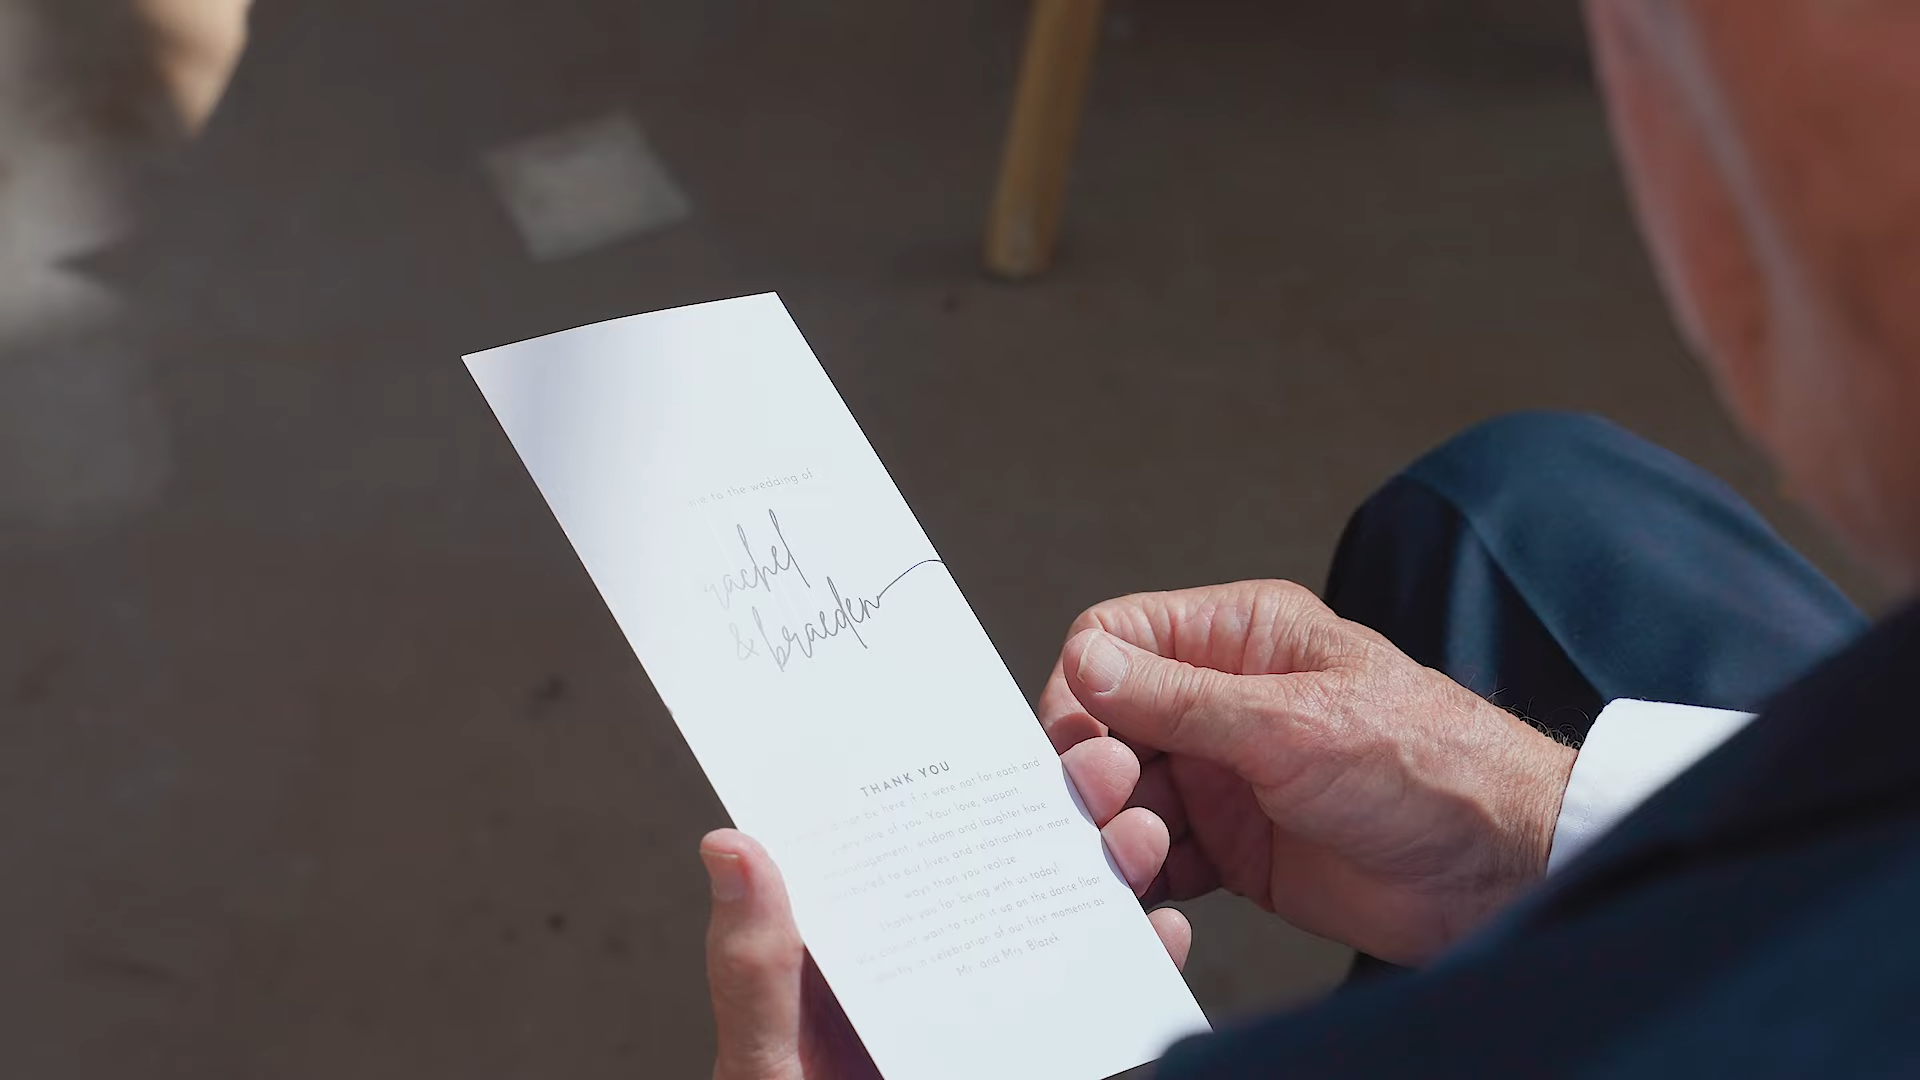 to the wedding of
rachel
& braeden
THANK YOU
not be here if it were not for each and
every one of you. Your love, support,
encouragement, wisdom and laughter have
contributed to our lives and relationship in more
ways than you realize
Thank you for being with us today!
We cannot wait to turn it up on the dance floor
in celebration of our first moments as
Mr. and Mrs. Blazek